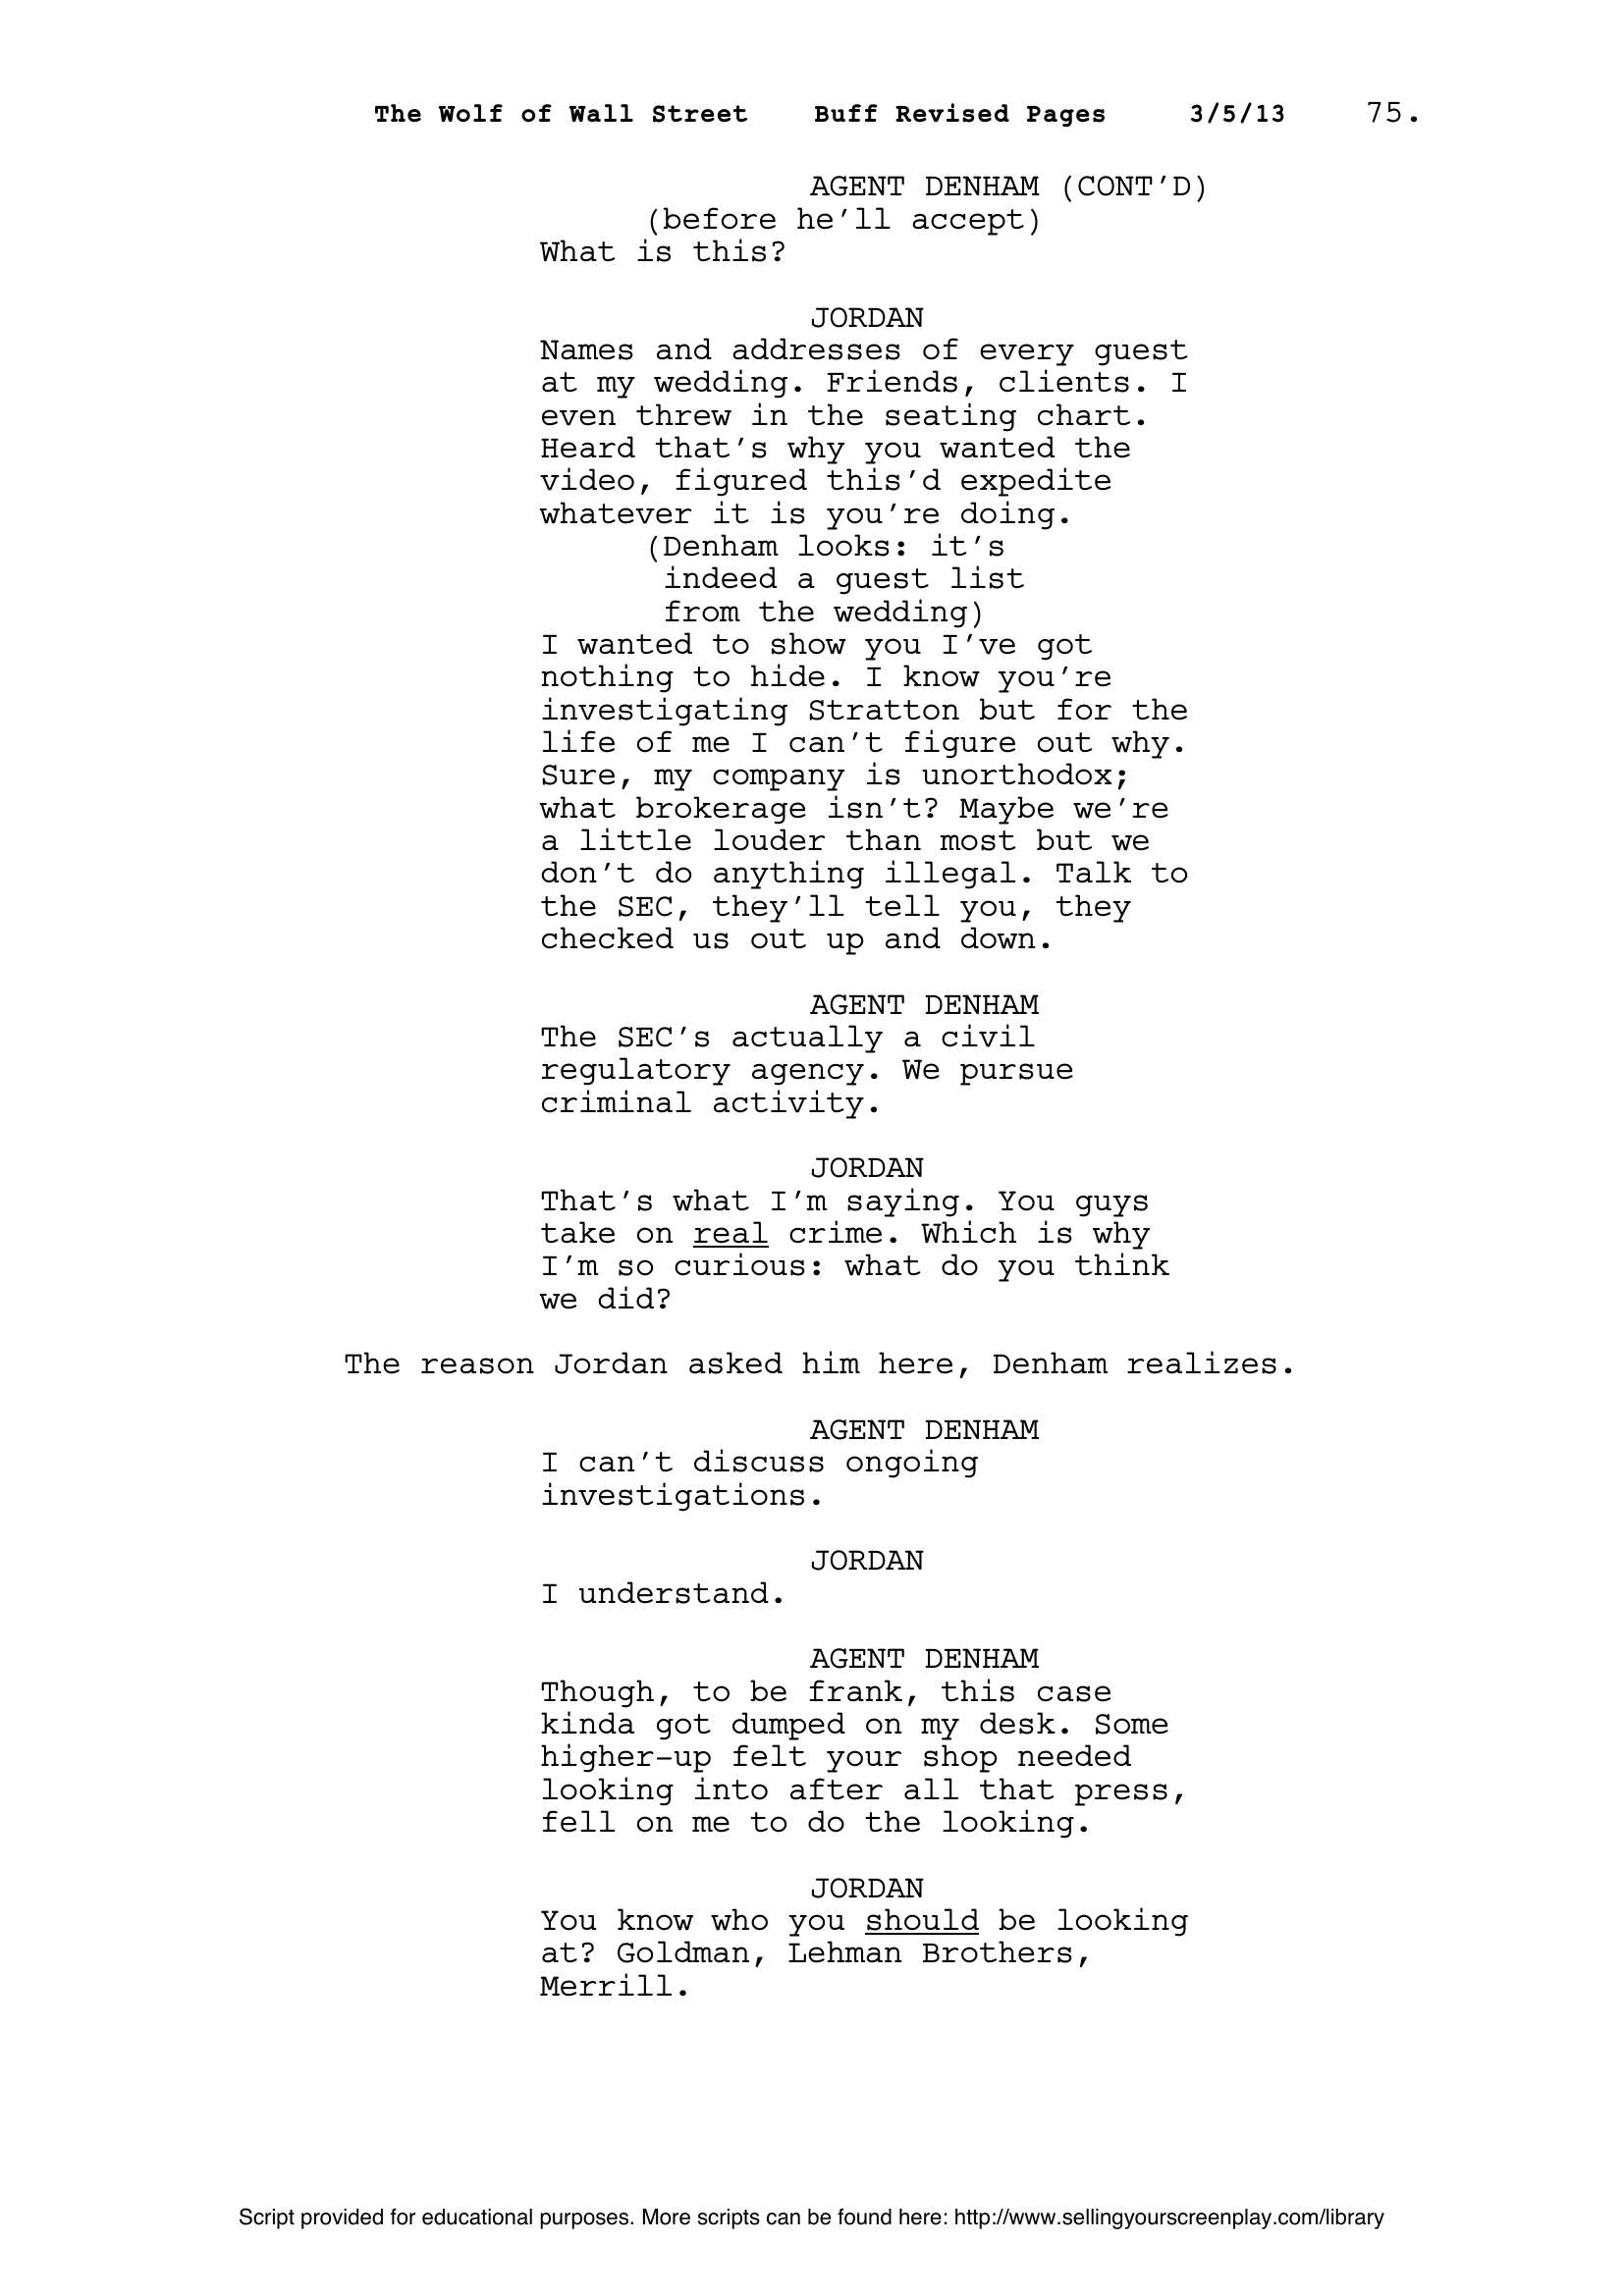 The Wolf of Wall Street    Buff Revised Pages    3/5/13    75.
AGENT DENHAM (CONT'D)
(before he'll accept)
What is this?
JORDAN
Names and addresses of every guest
at my wedding. Friends, clients. I
even threw in the seating chart.
Heard that's why you wanted the
video, figured this'd expedite
whatever it is you're doing.
(Denham looks: it's
indeed a guest list
from the wedding)
I wanted to show you I've got
nothing to hide. I know you're
investigating Stratton but for the
life of me I can't figure out why.
Sure, my company is unorthodox;
what brokerage isn't? Maybe we're
a little louder than most but we
don't do anything illegal. Talk to
the SEC, they'll tell you, they
checked us out up and down.
AGENT DENHAM
The SEC's actually a civil
regulatory agency. We pursue
criminal activity.
JORDAN
That's what I'm saying. You guys
take on real crime. Which is why
I'm so curious: what do you think
we did?
The reason Jordan asked him here, Denham realizes.
AGENT DENHAM
I can't discuss ongoing
investigations.
JORDAN
I understand.
AGENT DENHAM
Though, to be frank, this case
kinda got dumped on my desk. Some
higher-up felt your shop needed
looking into after all that press,
fell on me to do the looking.
JORDAN
You know who you should be looking
at? Goldman, Lehman Brothers,
Merrill.
Script provided for educational purposes. More scripts can be found here: http://www.sellingyourscreenplay.com/library